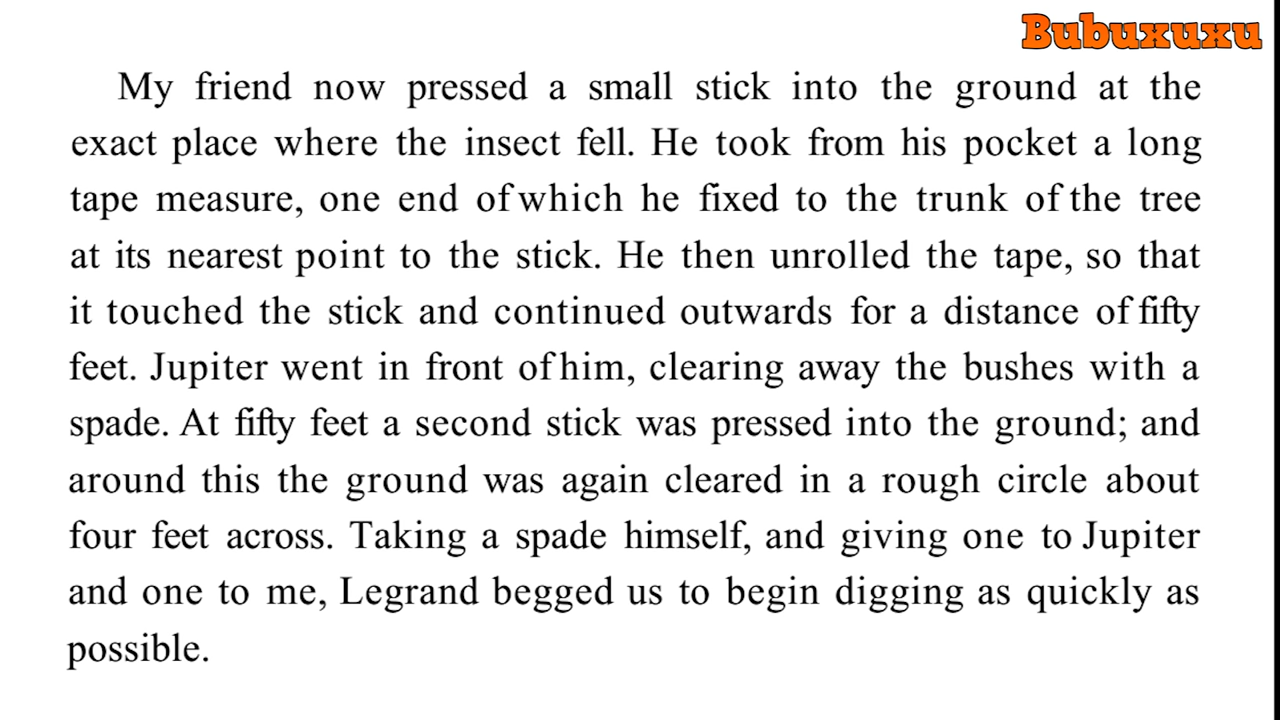 Bubuxuxu
My friend now pressed a small stick into the ground at the
exact place where the insect fell. He took from his pocket a long
tape measure, one end of which he fixed to the trunk of the tree
at its nearest point to the stick. He then unrolled the tape, so that
it touched the stick and continued outwards for a distance of fifty
feet. Jupiter went in front of him, clearing away the bushes with a
spade. At fifty feet a second stick was pressed into the ground; and
around this the ground was again cleared in a rough circle about
four feet across. Taking a spade himself, and giving one to Jupiter
and one to me, Legrand begged us to begin digging as quickly as
possible.